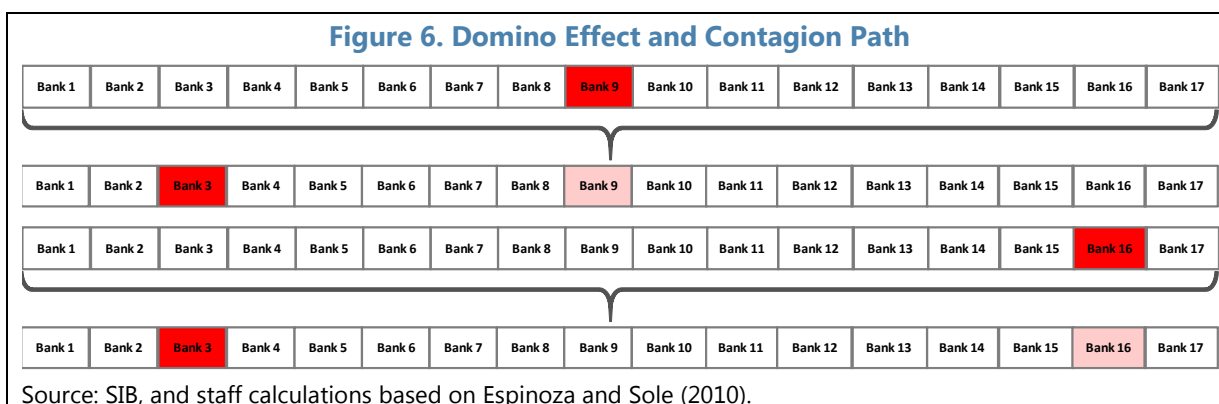 Figure 6. Domino Effect and Contagion Path
Bank 1 Bank 2 Bank 3 Bank 4 Bank 5 Bank 6 Bank 7 Bank 8 Bank 9 Bank 10 Bank 11 Bank 12 Bank 13 Bank 14 Bank 15 Bank 16 Bank 17
Bank 1 Bank 2 Bank 3 Bank 4 Bank 5 Bank 6 Bank 7 Bank 8 Bank 9 Bank 10 Bank 11 Bank 12 Bank 13 Bank 14 Bank 15 Bank 16 Bank 17
Bank 1 Bank 2 Bank 3 Bank 4 Bank 5 Bank 6 Bank 7 Bank 8 Bank 9 Bank 10 Bank 11 Bank 12 Bank 13 Bank 14 Bank 15 Bank 16 Bank 17
Bank 1 Bank 2 Bank 3 Bank 4 Bank 5 Bank 6 Bank 7 Bank 8 Bank 9 Bank 10 Bank 11 Bank 12 Bank 13 Bank 14 Bank 15 Bank 16 Bank 17
Source: SIB, and staff calculations based on Espinoza and Sole (2010).